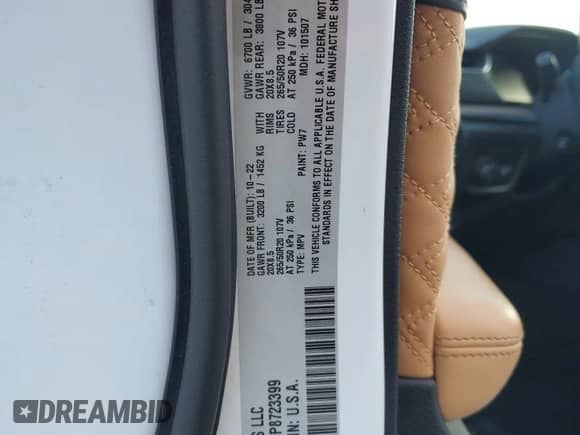 DATE OF MFR (BUILT): 10-22 GVWR: 6700 LB / 304
GAWR FRONT: 3200 LB / 1452 KG WITH GAWR REAR: 3800 LB
20X8.5 RIMS 20X8.5
265/50R20 107V TIRES 265/50R20 107V
AT 250 kPa / 36 PSI COLD AT 250 kPa / 36 PSI
TYPE: MPV PAINT: PW7 MDH: 101507
THIS VEHICLE CONFORMS TO ALL APPLICABLE U.S.A. FEDERAL MOT
STANDARDS IN EFFECT ON THE DATE OF MANUFACTURE SH
S LLC
P8723399
IN: U.S.A.
DREAMBID